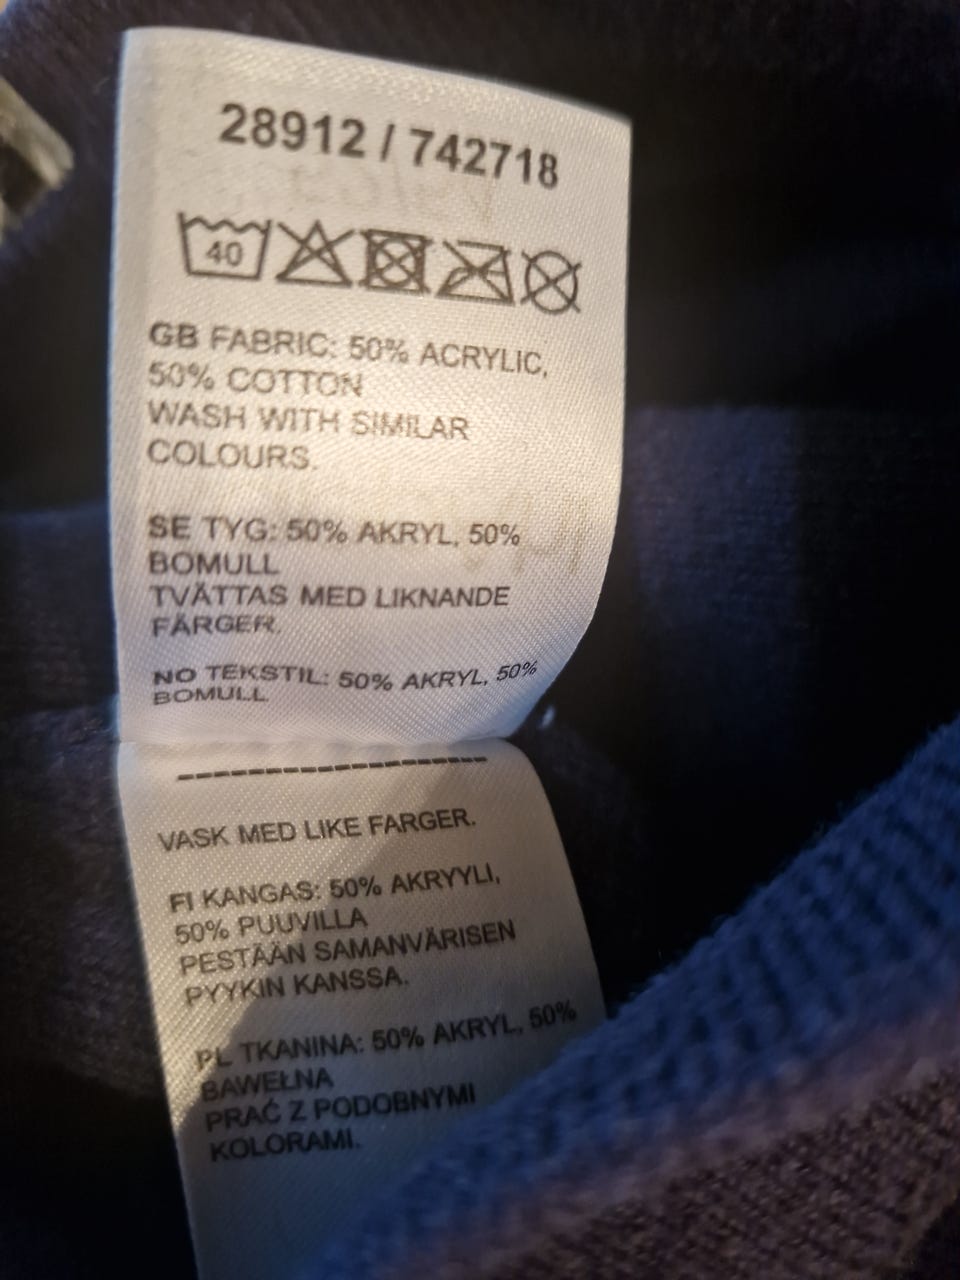 28912 / 742718
40
GB FABRIC: 50% ACRYLIC,
50% COTTON
WASH WITH SIMILAR
COLOURS.
SE TYG: 50% AKRYL, 50%
BOMULL
TVÄTTAS MED LIKNANDE
FÄRGER.
NO TEKSTIL: 50% AKRYL, 50%
BOMULL
--------------------
VASK MED LIKE FARGER.
FI KANGAS: 50% AKRYYLI,
50% PUUVILLA
PESTÄÄN SAMANVÄRISEN
PYYKIN KANSSA.
PL TKANINA: 50% AKRYL, 50%
BAWEŁNA
PRAĆ Z PODOBNYMI
KOLORAMI.